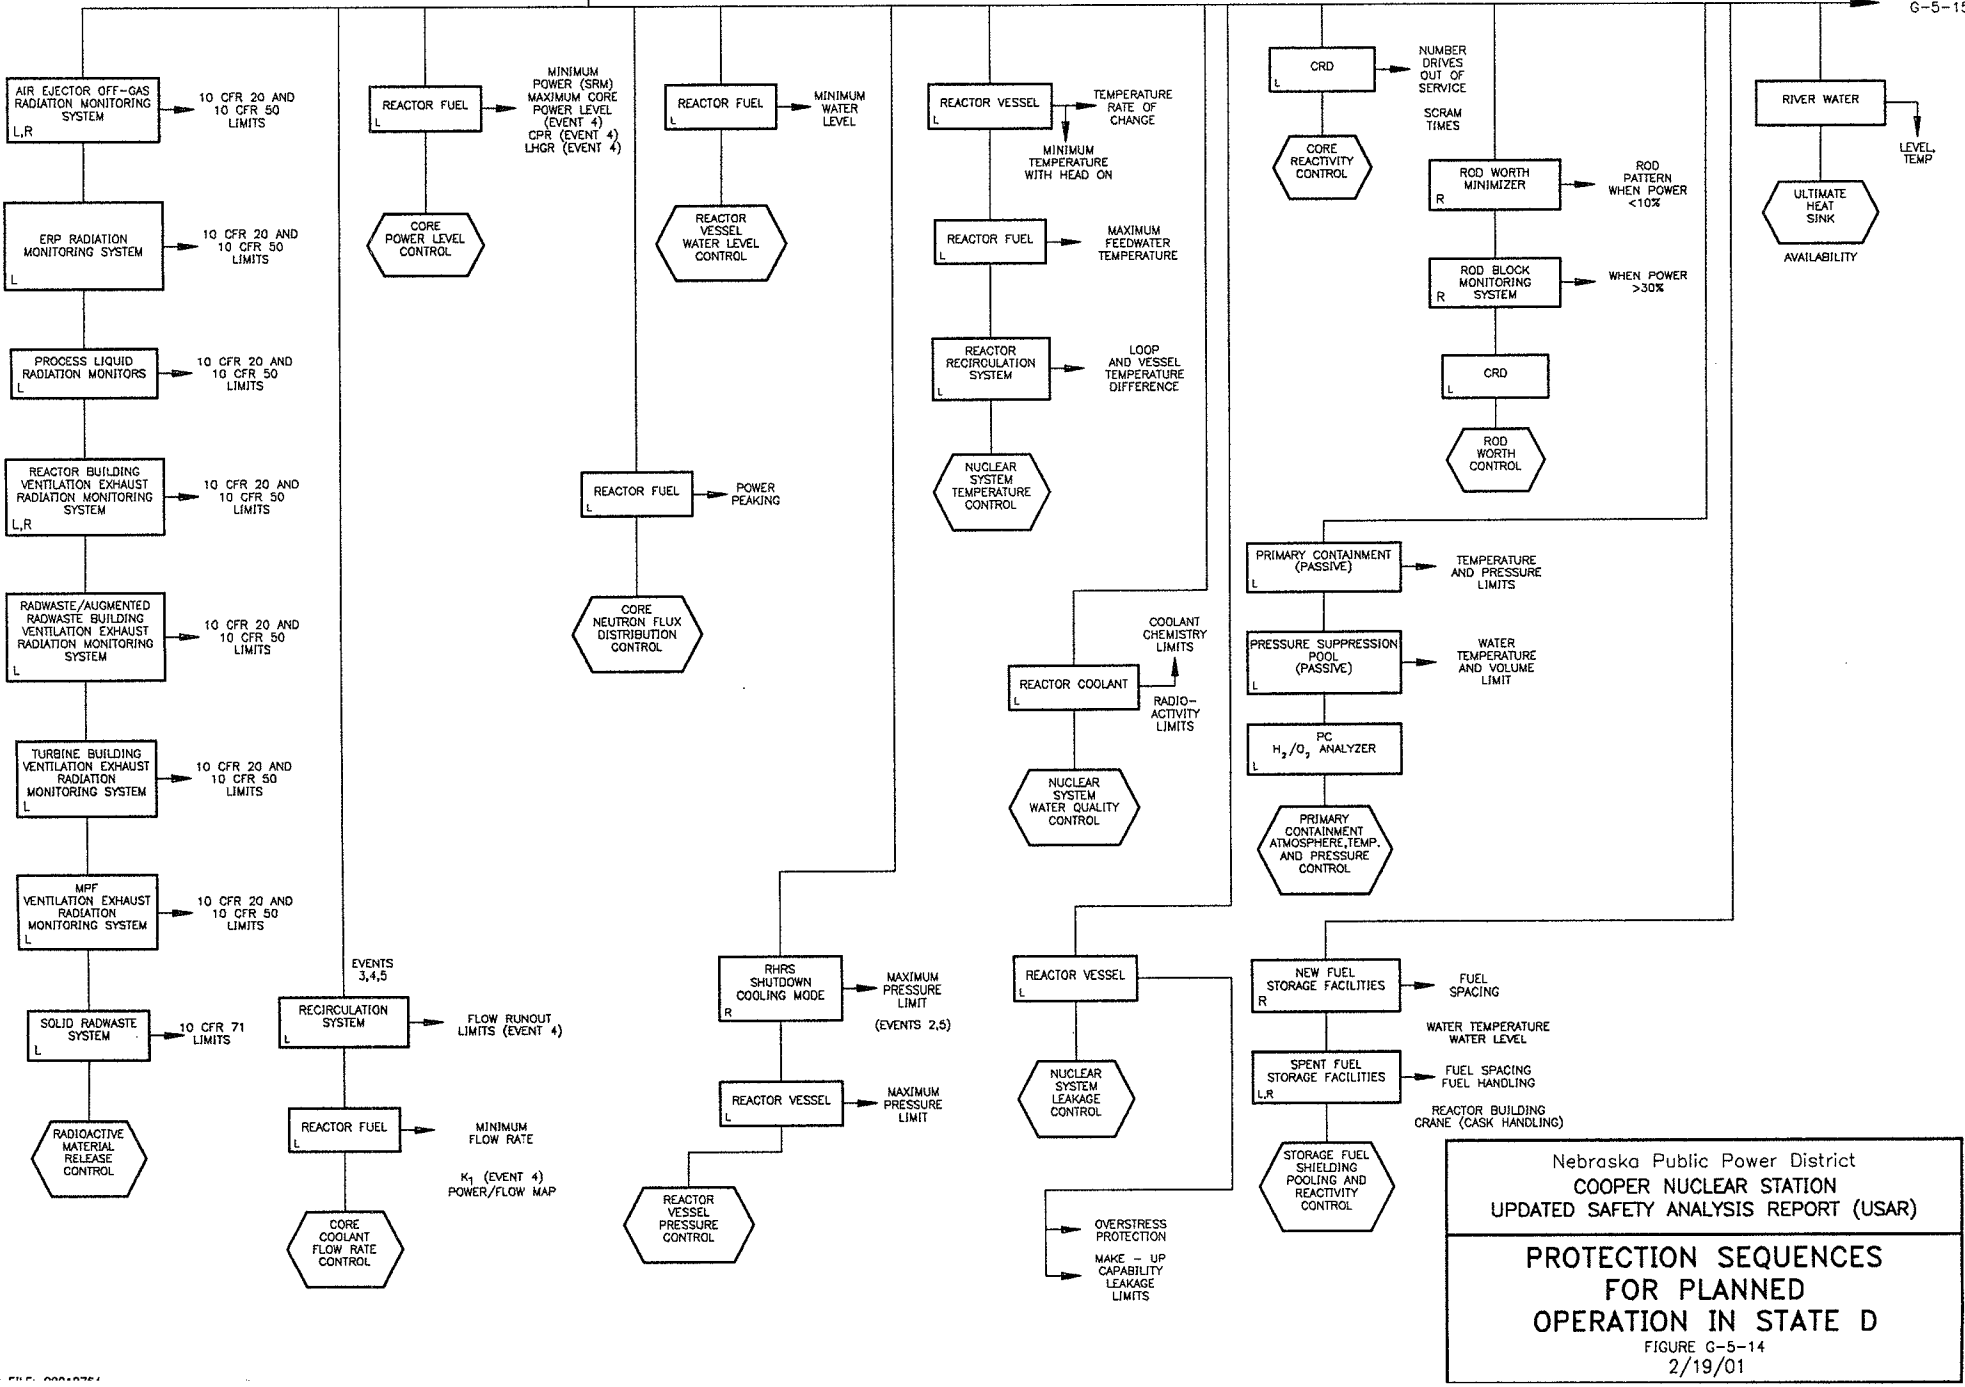 G-5-15
AIR EJECTOR OFF-GAS
RADIATION MONITORING
SYSTEM
L,R
10 CFR 20 AND
10 CFR 50
LIMITS
ERP RADIATION
MONITORING SYSTEM
L
10 CFR 20 AND
10 CFR 50
LIMITS
PROCESS LIQUID
RADIATION MONITORS
L
10 CFR 20 AND
10 CFR 50
LIMITS
REACTOR BUILDING
VENTILATION EXHAUST
RADIATION MONITORING
SYSTEM
L,R
10 CFR 20 AND
10 CFR 50
LIMITS
RADWASTE/AUGMENTED
RADWASTE BUILDING
VENTILATION EXHAUST
RADIATION MONITORING
SYSTEM
L
10 CFR 20 AND
10 CFR 50
LIMITS
TURBINE BUILDING
VENTILATION EXHAUST
RADIATION
MONITORING SYSTEM
L
10 CFR 20 AND
10 CFR 50
LIMITS
MPF
VENTILATION EXHAUST
RADIATION
MONITORING SYSTEM
L
10 CFR 20 AND
10 CFR 50
LIMITS
SOLID RADWASTE
SYSTEM
L
10 CFR 71
LIMITS
RADIOACTIVE
MATERIAL
RELEASE
CONTROL
EVENTS
3,4,5
RECIRCULATION
SYSTEM
L
FLOW RUNOUT
LIMITS (EVENT 4)
REACTOR FUEL
L
MINIMUM
FLOW RATE
K1 (EVENT 4)
POWER/FLOW MAP
CORE
COOLANT
FLOW RATE
CONTROL
REACTOR FUEL
L
MINIMUM
POWER (SRM)
MAXIMUM CORE
POWER LEVEL
(EVENT 4)
CPR (EVENT 4)
LHGR (EVENT 4)
CORE
POWER LEVEL
CONTROL
REACTOR FUEL
L
POWER
PEAKING
CORE
NEUTRON FLUX
DISTRIBUTION
CONTROL
REACTOR FUEL
L
MINIMUM
WATER
LEVEL
REACTOR
VESSEL
WATER LEVEL
CONTROL
RHRS
SHUTDOWN
COOLING MODE
R
MAXIMUM
PRESSURE
LIMIT
(EVENTS 2,5)
REACTOR VESSEL
L
MAXIMUM
PRESSURE
LIMIT
REACTOR
VESSEL
PRESSURE
CONTROL
REACTOR VESSEL
L
TEMPERATURE
RATE OF
CHANGE
MINIMUM
TEMPERATURE
WITH HEAD ON
REACTOR FUEL
L
MAXIMUM
FEEDWATER
TEMPERATURE
REACTOR
RECIRCULATION
SYSTEM
L
LOOP
AND VESSEL
TEMPERATURE
DIFFERENCE
NUCLEAR
SYSTEM
TEMPERATURE
CONTROL
REACTOR COOLANT
L
COOLANT
CHEMISTRY
LIMITS
RADIO-
ACTIVITY
LIMITS
NUCLEAR
SYSTEM
WATER QUALITY
CONTROL
REACTOR VESSEL
L
NUCLEAR
SYSTEM
LEAKAGE
CONTROL
OVERSTRESS
PROTECTION
MAKE - UP
CAPABILITY
LEAKAGE
LIMITS
CRD
L
NUMBER
DRIVES
OUT OF
SERVICE
SCRAM
TIMES
CORE
REACTIVITY
CONTROL
ROD WORTH
MINIMIZER
R
ROD
PATTERN
WHEN POWER
<10%
ROD BLOCK
MONITORING
SYSTEM
R
WHEN POWER
>30%
CRD
L
ROD
WORTH
CONTROL
PRIMARY CONTAINMENT
(PASSIVE)
L
TEMPERATURE
AND PRESSURE
LIMITS
PRESSURE SUPPRESSION
POOL
(PASSIVE)
L
WATER
TEMPERATURE
AND VOLUME
LIMIT
PC
H2/O2 ANALYZER
L
PRIMARY
CONTAINMENT
ATMOSPHERE,TEMP.
AND PRESSURE
CONTROL
NEW FUEL
STORAGE FACILITIES
R
FUEL
SPACING
WATER TEMPERATURE
WATER LEVEL
SPENT FUEL
STORAGE FACILITIES
L,R
FUEL SPACING
FUEL HANDLING
REACTOR BUILDING
CRANE (CASK HANDLING)
STORAGE FUEL
SHIELDING
POOLING AND
REACTIVITY
CONTROL
RIVER WATER
LEVEL,
TEMP
ULTIMATE
HEAT
SINK
AVAILABILITY
Nebraska Public Power District
COOPER NUCLEAR STATION
UPDATED SAFETY ANALYSIS REPORT (USAR)
PROTECTION SEQUENCES
FOR PLANNED
OPERATION IN STATE D
FIGURE G-5-14
2/19/01